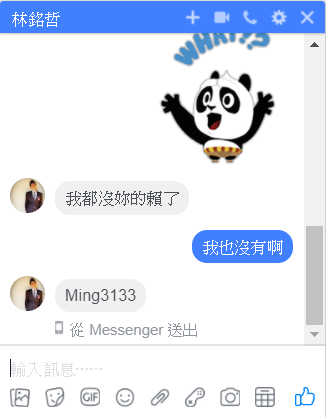 林銘哲
WHAT!?
我都沒妳的賴了
我也沒有啊
Ming3133
從 Messenger 送出
輸入訊息……
GIF